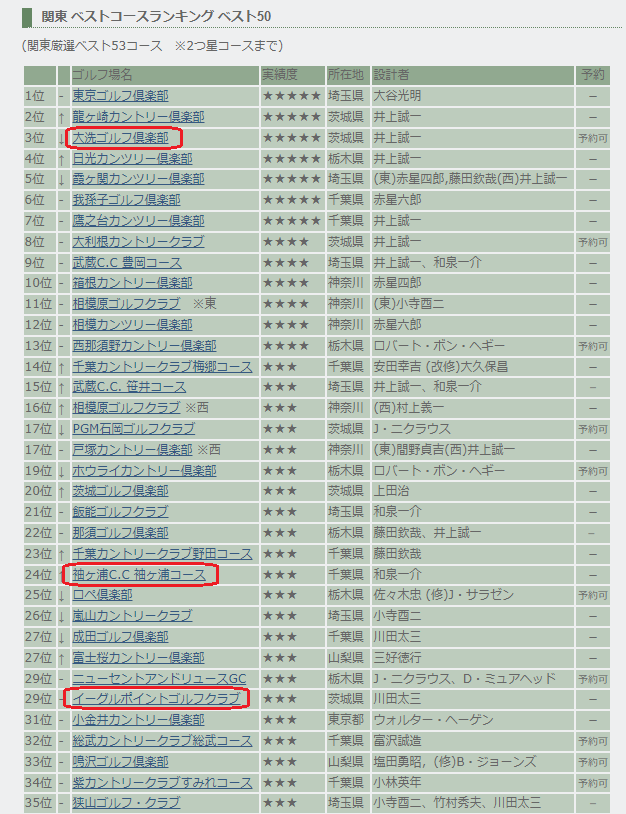 関東 ベストコースランキング ベスト50
(関東厳選ベスト53コース　※2つ星コースまで)
ゴルフ場名 実績度 所在地 設計者 予約
1位 - 東京ゴルフ倶楽部 ★★★★★ 埼玉県 大谷光明 –
2位 ↑ 龍ヶ崎カントリー倶楽部 ★★★★★ 茨城県 井上誠一 –
3位 ↓ 大洗ゴルフ倶楽部 ★★★★★ 茨城県 井上誠一 予約可
4位 ↑ 日光カンツリー倶楽部 ★★★★★ 栃木県 井上誠一 –
5位 ↓ 霞ヶ関カンツリー倶楽部 ★★★★★ 埼玉県 (東)赤星四郎,藤田欽哉(西)井上誠一 –
6位 - 我孫子ゴルフ倶楽部 ★★★★★ 千葉県 赤星六郎 –
7位 - 鷹之台カンツリー倶楽部 ★★★★★ 千葉県 井上誠一 –
8位 - 大利根カントリークラブ ★★★★ 茨城県 井上誠一 予約可
9位 - 武蔵C.C 豊岡コース ★★★★ 埼玉県 井上誠一、和泉一介 –
10位 - 箱根カントリー倶楽部 ★★★★ 神奈川 赤星四郎 –
11位 - 相模原ゴルフクラブ　※東 ★★★★ 神奈川 (東)小寺酉二 –
12位 - 相模カンツリー倶楽部 ★★★★ 神奈川 赤星六郎 –
13位 - 西那須野カントリー倶楽部 ★★★★ 栃木県 ロバート・ボン・ヘギー 予約可
14位 ↑ 千葉カントリークラブ梅郷コース ★★★ 千葉県 安田幸吉 (改修)大久保昌 –
15位 ↑ 武蔵C.C. 笹井コース ★★★ 埼玉県 井上誠一、和泉一介 –
16位 ↑ 相模原ゴルフクラブ ※西 ★★★ 神奈川 (西)村上義一 –
17位 ↓ PGM石岡ゴルフクラブ ★★★ 茨城県 J・ニクラウス 予約可
17位 - 戸塚カントリー倶楽部 ※西 ★★★ 神奈川 (東)間野貞吉(西)井上誠一 –
19位 ↓ ホウライカントリー倶楽部 ★★★ 栃木県 ロバート・ボン・ヘギー 予約可
20位 ↑ 茨城ゴルフ倶楽部 ★★★ 茨城県 上田治 –
21位 - 飯能ゴルフクラブ ★★★ 埼玉県 和泉一介 –
22位 - 那須ゴルフ倶楽部 ★★★ 栃木県 藤田欽哉、井上誠一 –
23位 ↑ 千葉カントリークラブ野田コース ★★★ 千葉県 藤田欽哉 –
24位 袖ヶ浦C.C 袖ヶ浦コース ★★★ 千葉県 和泉一介 –
25位 ↓ ロペ倶楽部 ★★★ 栃木県 佐々木忠 (修)J・サラゼン 予約可
26位 ↓ 嵐山カントリークラブ ★★★ 埼玉県 小寺酉二 –
27位 ↓ 成田ゴルフ倶楽部 ★★★ 千葉県 川田太三 –
27位 ↑ 富士桜カントリー倶楽部 ★★★ 山梨県 三好徳行 –
29位 - ニューセントアンドリュースGC ★★★ 栃木県 J・ニクラウス、D・ミュアヘッド 予約可
29位 - イーグルポイントゴルフクラブ ★★★ 茨城県 川田太三 予約可
31位 - 小金井カントリー倶楽部 ★★★ 東京都 ウォルター・ヘーゲン –
32位 ↑ 総武カントリークラブ総武コース ★★★ 千葉県 富沢誠造 予約可
33位 - 鳴沢ゴルフ倶楽部 ★★★ 山梨県 塩田勇昭, (修)B・ジョーンズ 予約可
34位 ↑ 紫カントリークラブすみれコース ★★★ 千葉県 小林英年 予約可
35位 - 狭山ゴルフ・クラブ ★★★ 埼玉県 小寺酉二、竹村秀夫、川田太三 –